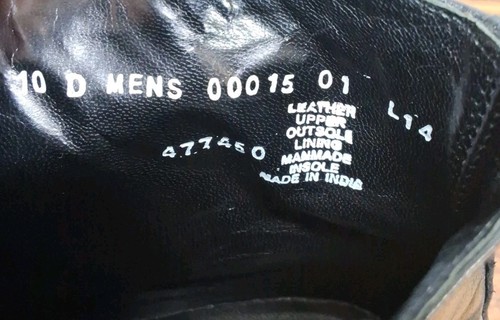 10 D MENS 00015 01 L14
LEATHER
UPPER
OUTSOLE
LINING
MANMADE
INSOLE
MADE IN INDIA
477450